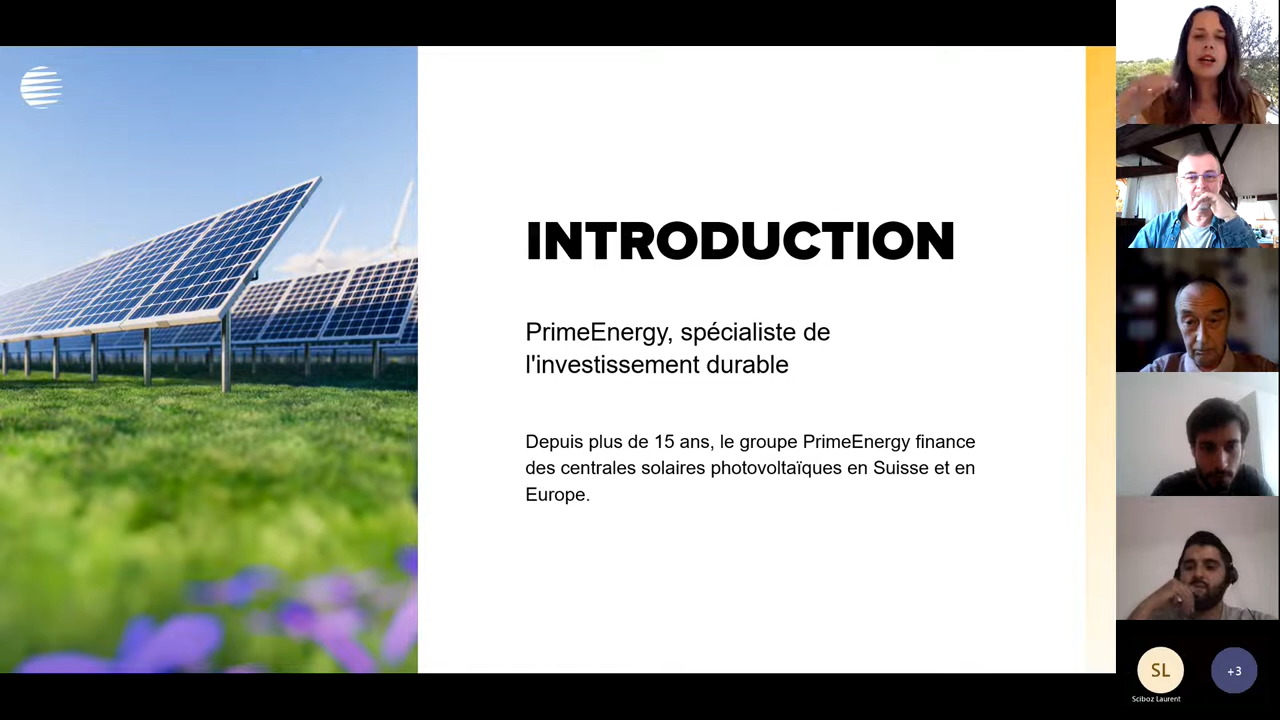 INTRODUCTION
PrimeEnergy, spécialiste de
l'investissement durable
Depuis plus de 15 ans, le groupe PrimeEnergy finance
des centrales solaires photovoltaïques en Suisse et en
Europe.
SL
+3
Sciboz Laurent